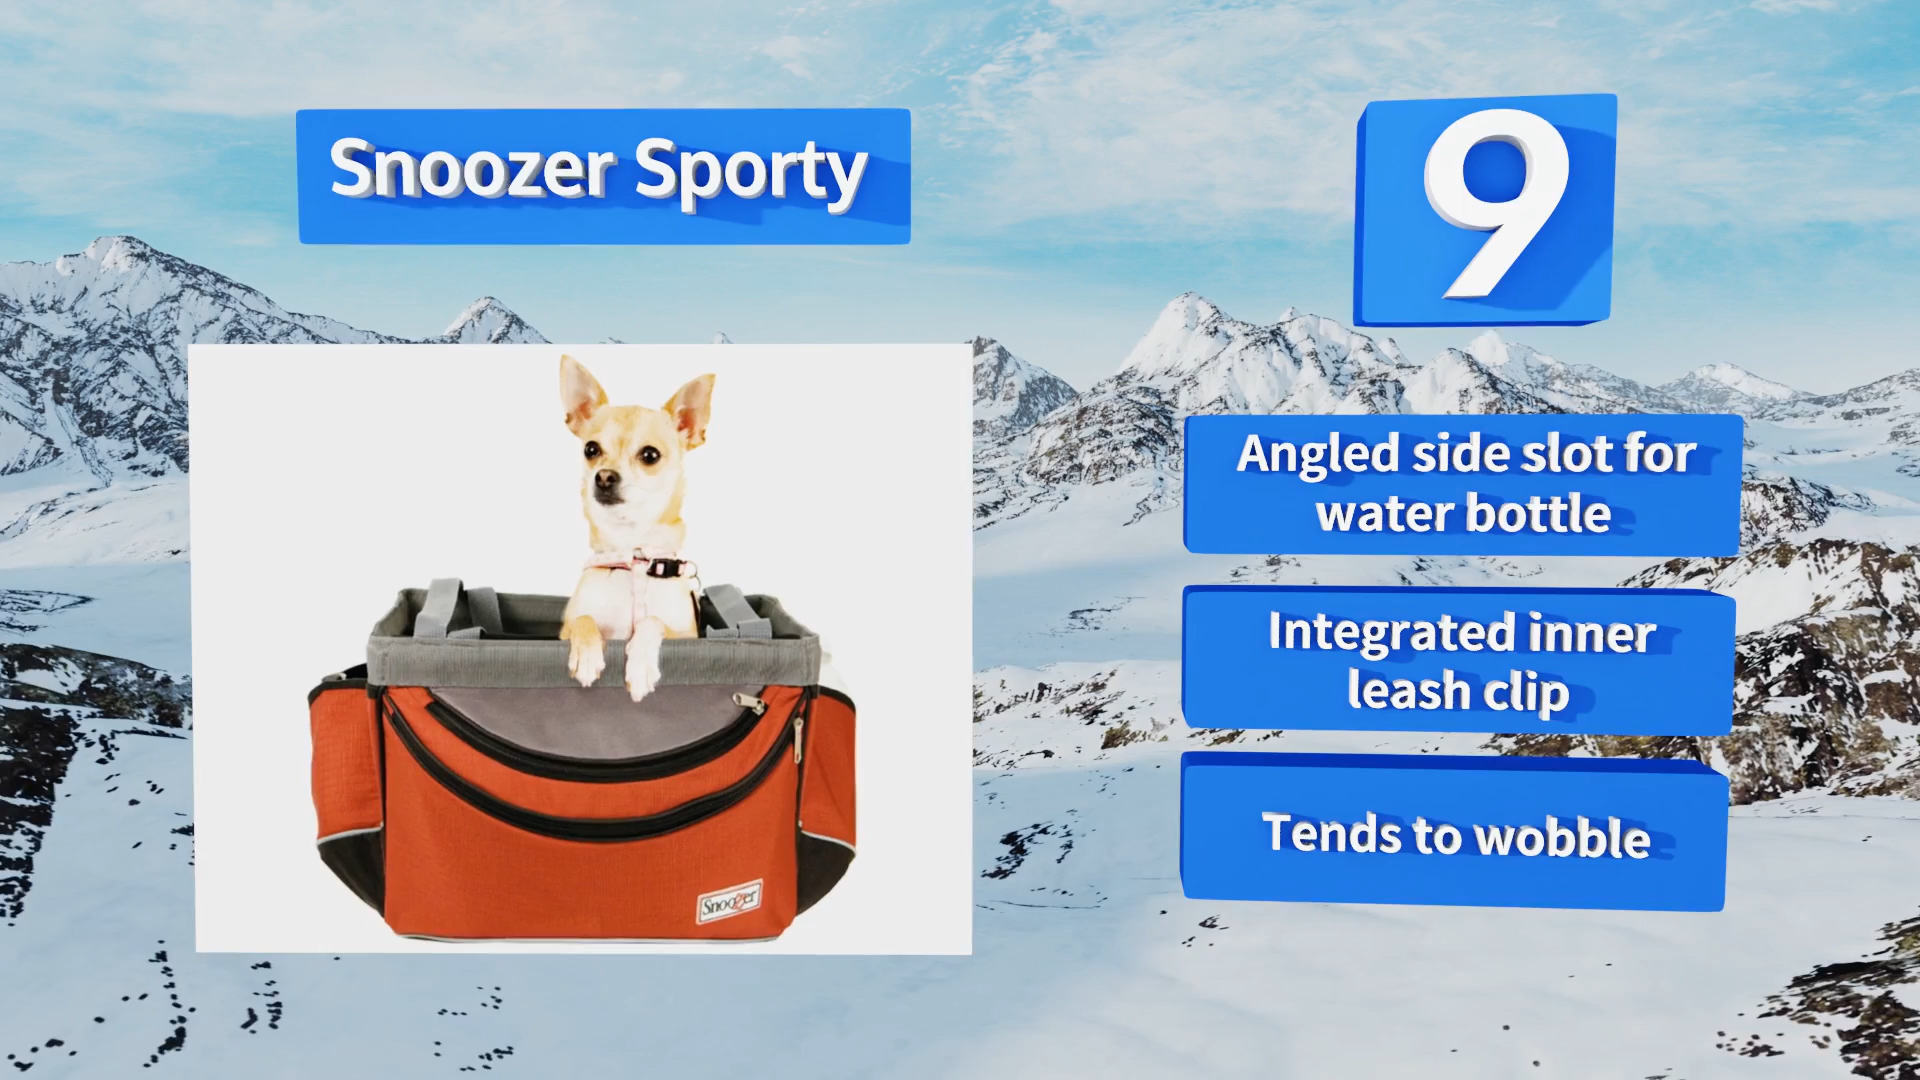 Snoozer Sporty
9
Angled side slot for
water bottle
Integrated inner
leash clip
Tends to wobble
Snoozer